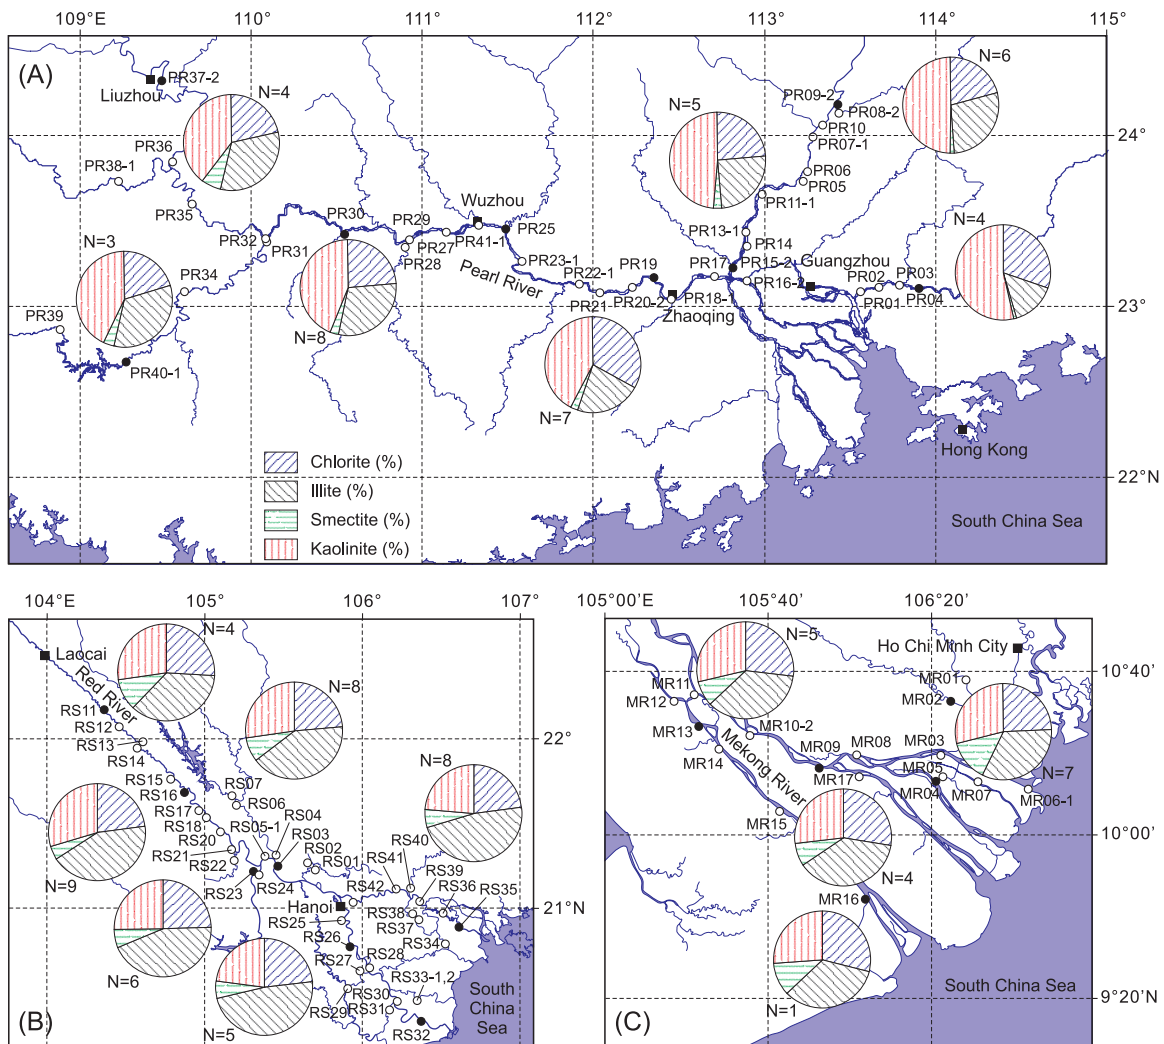 109°E
110°
111°
112°
113°
114°
115°
(A)
PR37-2
Liuzhou
N=4
N=6
PR09-2
PR08-2
PR10
PR07-1
N=5
24°
PR36
PR38-1
PR06
PR05
PR35
PR11-1
Wuzhou
N=4
PR30
PR29
PR25
PR32
PR31
PR27
PR41-1
PR28
PR13-1
PR14
N=3
PR23-1
Pearl River
PR22-1
PR19
PR17
PR15-2
Guangzhou
PR34
PR16-2
PR02
PR03
PR21
PR20-2
PR18-1
PR01
PR04
23°
PR39
N=8
Zhaoqing
PR40-1
N=7
Hong Kong
Chlorite (%)
Illite (%)
Smectite (%)
Kaolinite (%)
22°N
South China Sea
104°E
105°
106°
107°
N=4
Laocai
Red River
N=8
RS11
RS12
RS13
RS14
22°
RS15
RS16
RS07
RS06
N=8
RS17
RS18
RS05-1
RS04
RS20
RS03
RS02
RS40
RS21
RS01
RS41
RS22
RS39
N=9
RS23
RS24
RS42
RS36
RS35
Hanoi
RS38
21°N
RS25
RS37
RS26
RS34
RS27
RS28
N=6
RS33-1,2
RS30
RS29
RS31
South
China
Sea
(B)
N=5
RS32
105°00'E
105°40'
106°20'
N=5
Ho Chi Minh City
10°40'
MR11
MR01
MR12
MR02
MR13
MR10-2
MR14
MR09
MR08
MR03
Mekong River
MR17
MR05
N=7
MR04
MR07
MR06-1
MR15
10°00'
N=4
MR16
South China Sea
9°20'N
N=1
(C)